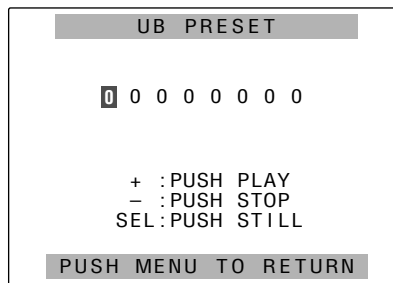 UB PRESET
0 0 0 0 0 0 0 0
+ :PUSH PLAY
– :PUSH STOP
SEL:PUSH STILL
PUSH MENU TO RETURN